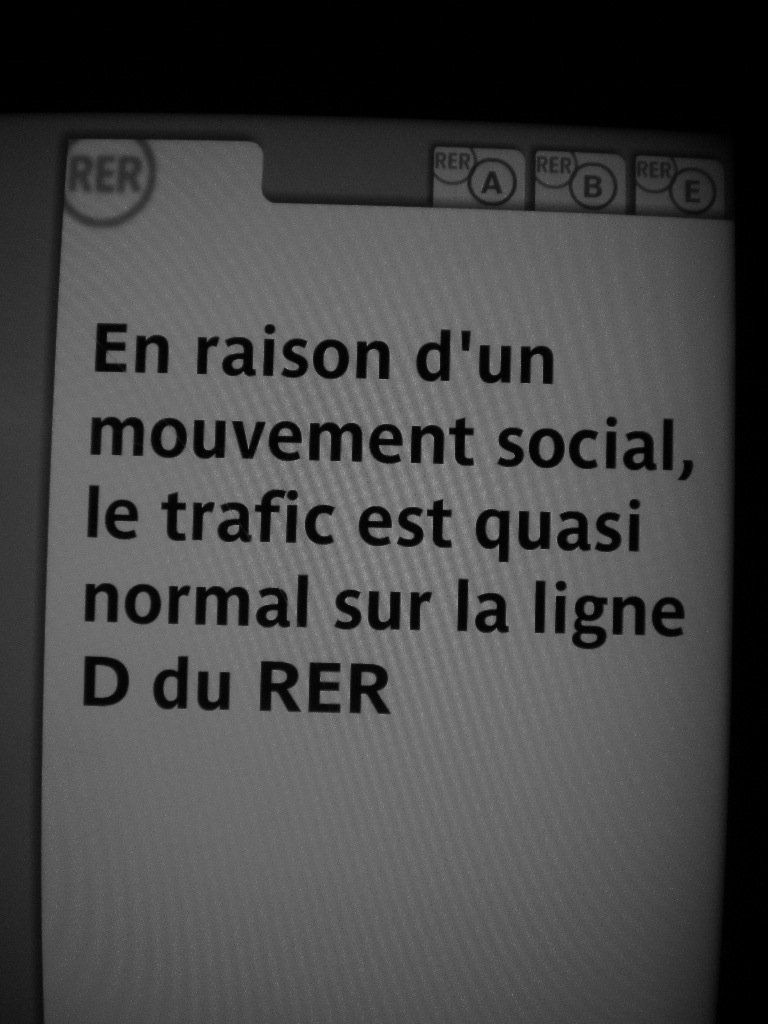 RER
RER A RER B RER E
En raison d'un
mouvement social,
le trafic est quasi
normal sur la ligne
D du RER